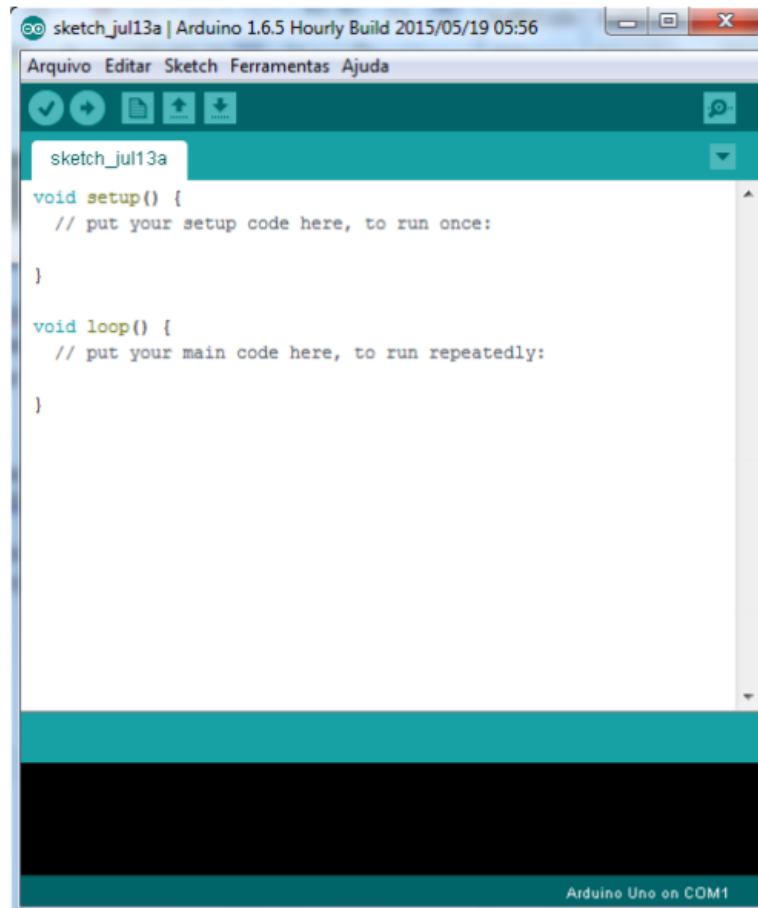 sketch_jul13a | Arduino 1.6.5 Hourly Build 2015/05/19 05:56
Arquivo Editar Sketch Ferramentas Ajuda
sketch_jul13a
void setup() {
  // put your setup code here, to run once:
}
void loop() {
  // put your main code here, to run repeatedly:
}
Arduino Uno on COM1